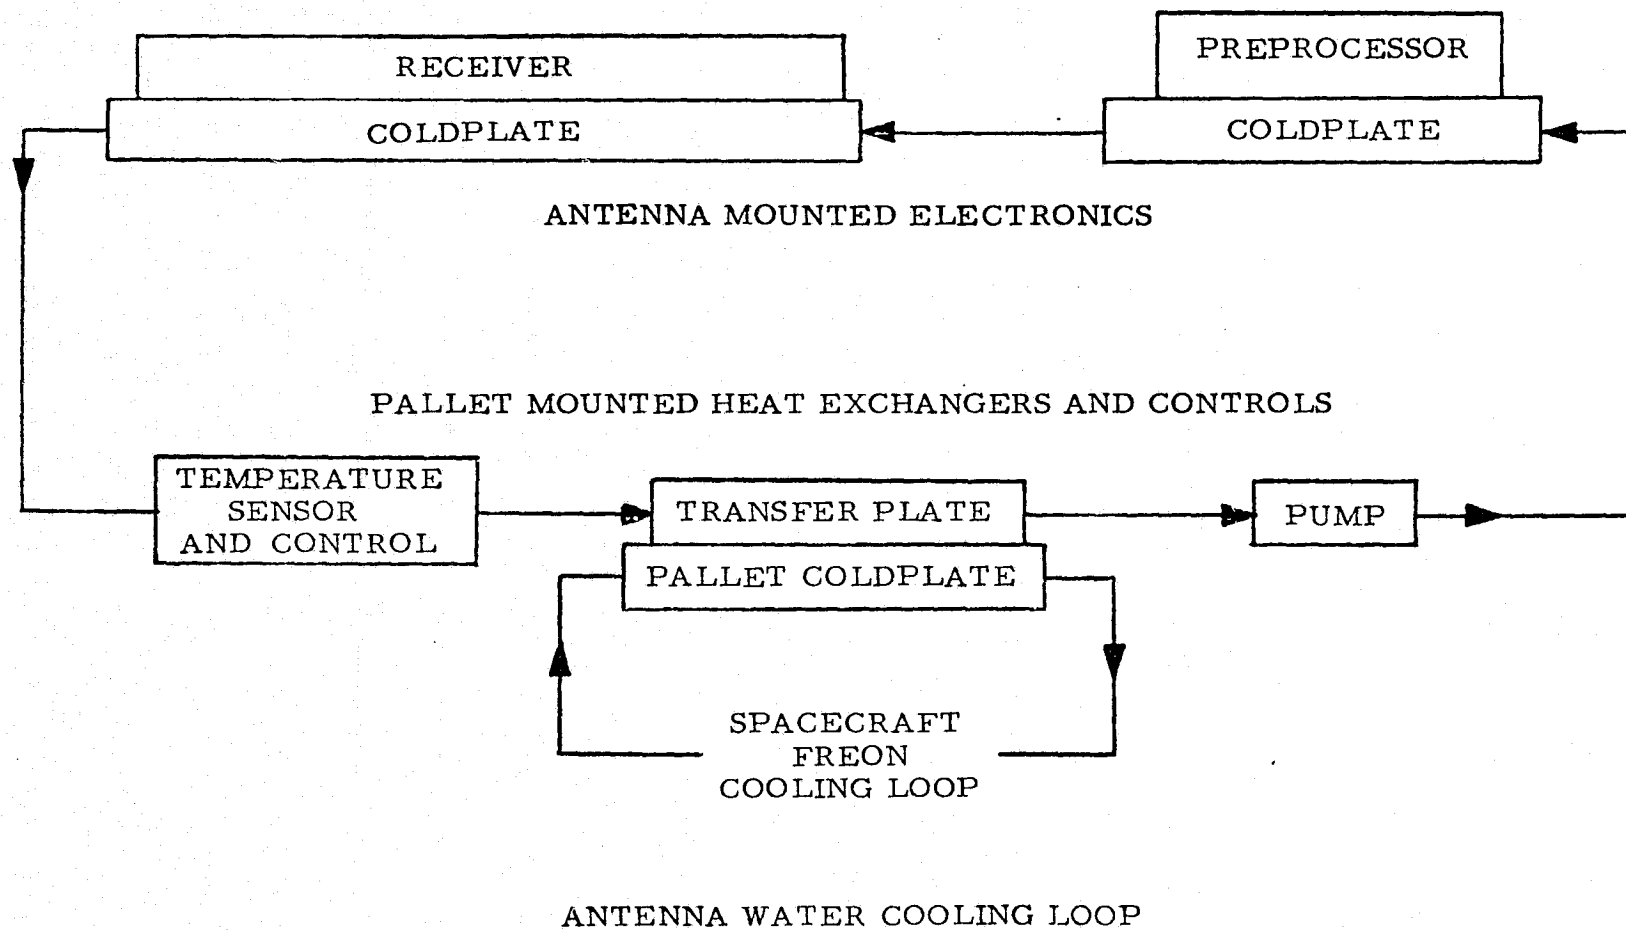 RECEIVER
COLDPLATE
PREPROCESSOR
COLDPLATE
ANTENNA MOUNTED ELECTRONICS
PALLET MOUNTED HEAT EXCHANGERS AND CONTROLS
TEMPERATURE
SENSOR
AND CONTROL
TRANSFER PLATE
PALLET COLDPLATE
PUMP
SPACECRAFT
FREON
COOLING LOOP
ANTENNA WATER COOLING LOOP